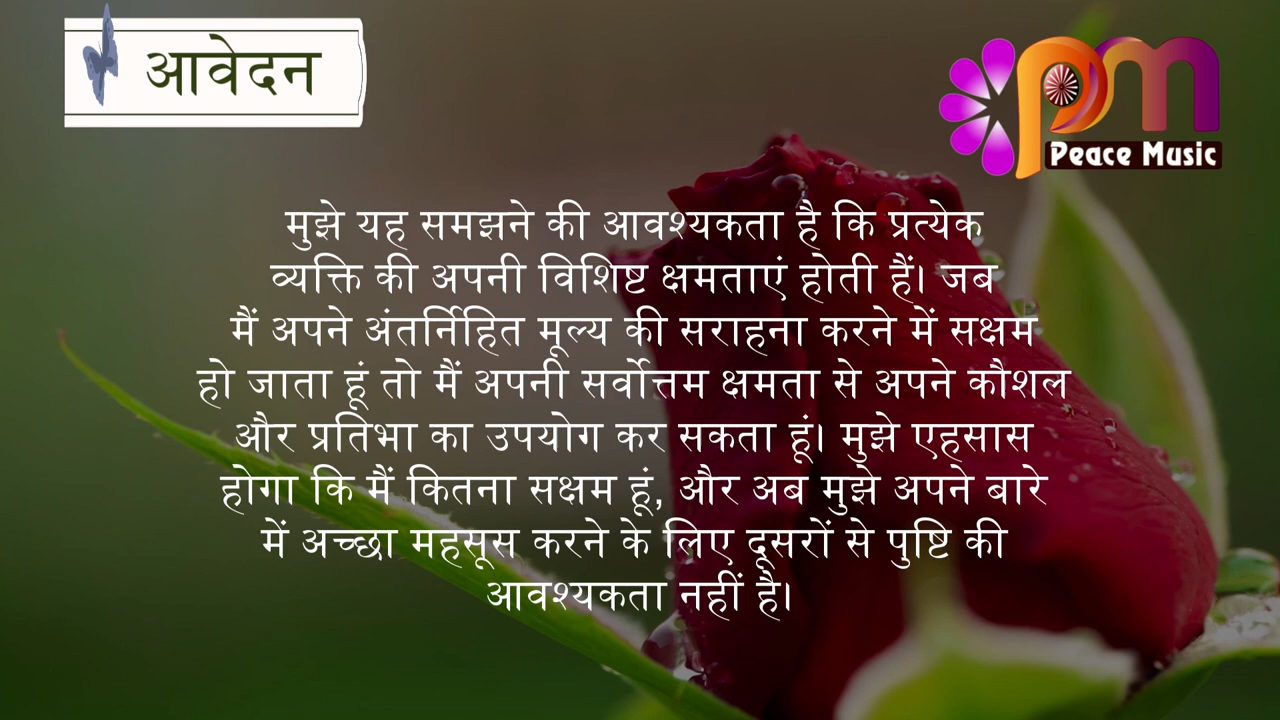 आवेदन
Peace Music
मुझे यह समझने की आवश्यकता है कि प्रत्येक
व्यक्ति की अपनी विशिष्ट क्षमताएं होती हैं। जब
मैं अपने अंतर्निहित मूल्य की सराहना करने में सक्षम
हो जाता हूं तो मैं अपनी सर्वोत्तम क्षमता से अपने कौशल
और प्रतिभा का उपयोग कर सकता हूं। मुझे एहसास
होगा कि मैं कितना सक्षम हूं, और अब मुझे अपने बारे
में अच्छा महसूस करने के लिए दूसरों से पुष्टि की
आवश्यकता नहीं है।